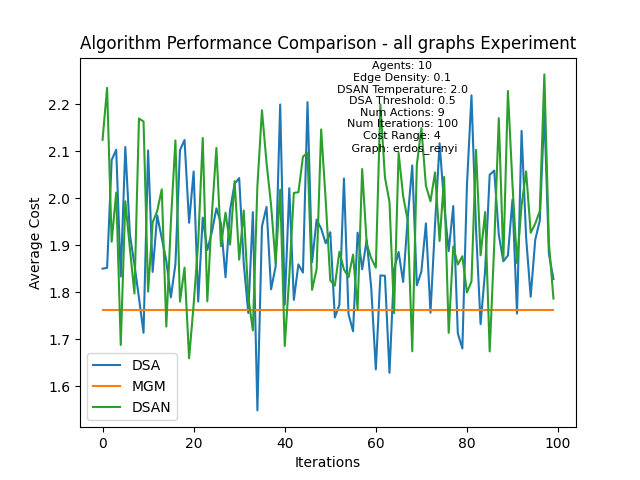 Algorithm Performance Comparison - all graphs Experiment
Agents: 10
Edge Density: 0.1
DSAN Temperature: 2.0
DSA Threshold: 0.5
Num Actions: 9
Num Iterations: 100
Cost Range: 4
Graph: erdos_renyi
Average Cost
2.2
2.1
2.0
1.9
1.8
1.7
1.6
DSA
MGM
DSAN
0 20 40 60 80 100
Iterations